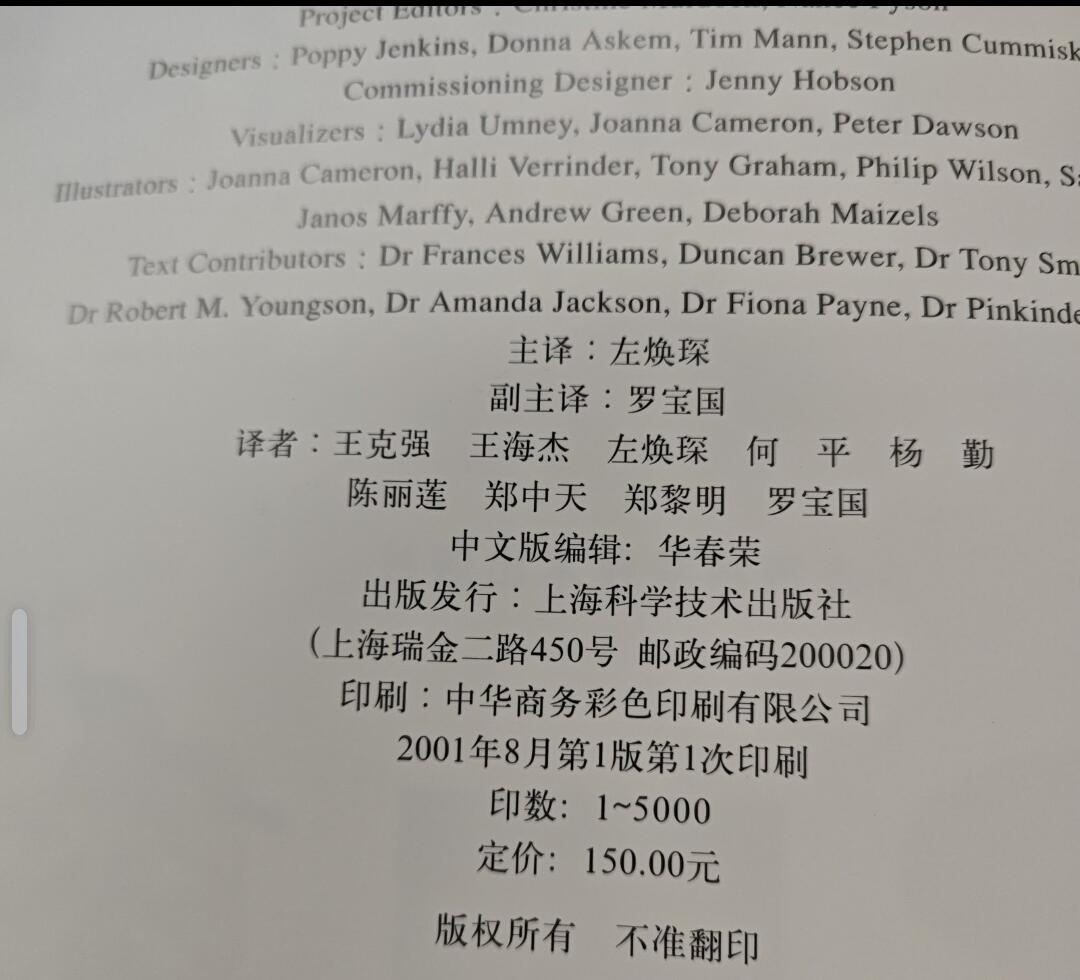 Project Editors :
Designers : Poppy Jenkins, Donna Askem, Tim Mann, Stephen
Commissioning Designer : Jenny Hobson
Visualizers : Lydia Umney, Joanna Cameron, Peter Dawson
Illustrators : Joanna Cameron, Halli Verrinder, Tony Graham, Philip Wilson,
Janos Marffy, Andrew Green, Deborah Maizels
Text Contributors : Dr Frances Williams, Duncan Brewer, Dr Tony
Dr Robert M. Youngson, Dr Amanda Jackson, Dr Fiona Payne, Dr
主译：左焕琛
副主译：罗宝国
译者：王克强 王海杰 左焕琛 何 平 杨 勤
陈丽莲 郑中天 郑黎明 罗宝国
中文版编辑: 华春荣
出版发行：上海科学技术出版社
(上海瑞金二路450号 邮政编码200020)
印刷：中华商务彩色印刷有限公司
2001年8月第1版第1次印刷
印数: 1~5000
定价: 150.00元
版权所有 不准翻印